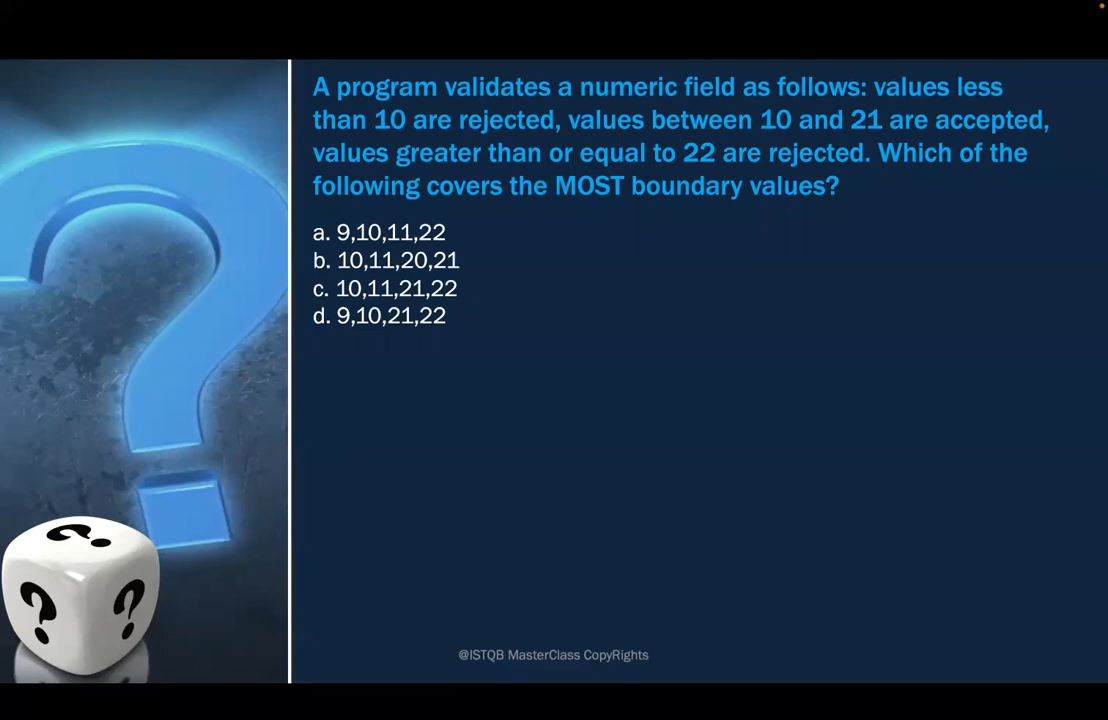 A program validates a numeric field as follows: values less
than 10 are rejected, values between 10 and 21 are accepted,
values greater than or equal to 22 are rejected. Which of the
following covers the MOST boundary values?
a. 9,10,11,22
b. 10,11,20,21
c. 10,11,21,22
d. 9,10,21,22
@ISTQB MasterClass CopyRights